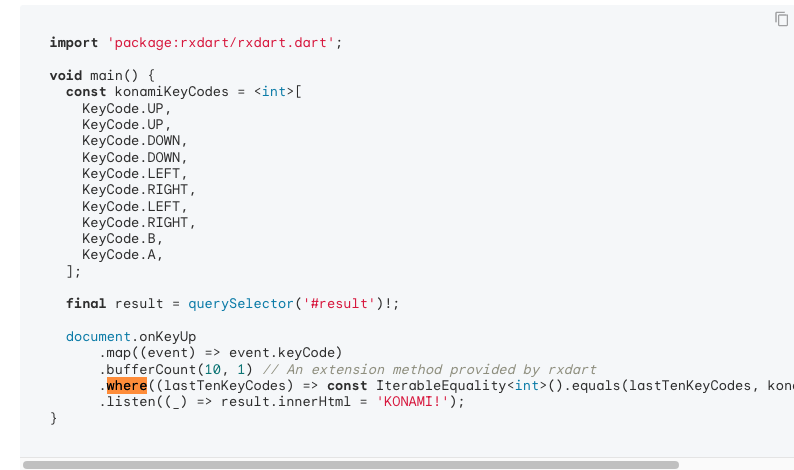 import 'package:rxdart/rxdart.dart';
void main() {
const konamiKeyCodes = <int>[
KeyCode.UP,
KeyCode.UP,
KeyCode.DOWN,
KeyCode.DOWN,
KeyCode.LEFT,
KeyCode.RIGHT,
KeyCode.LEFT,
KeyCode.RIGHT,
KeyCode.B,
KeyCode.A,
];
final result = querySelector('#result')!;
document.onKeyUp
.map((event) => event.keyCode)
.bufferCount(10, 1) // An extension method provided by rxdart
.where((lastTenKeyCodes) => const IterableEquality<int>().equals(lastTenKeyCodes, kon
.listen((_) => result.innerHtml = 'KONAMI!');
}